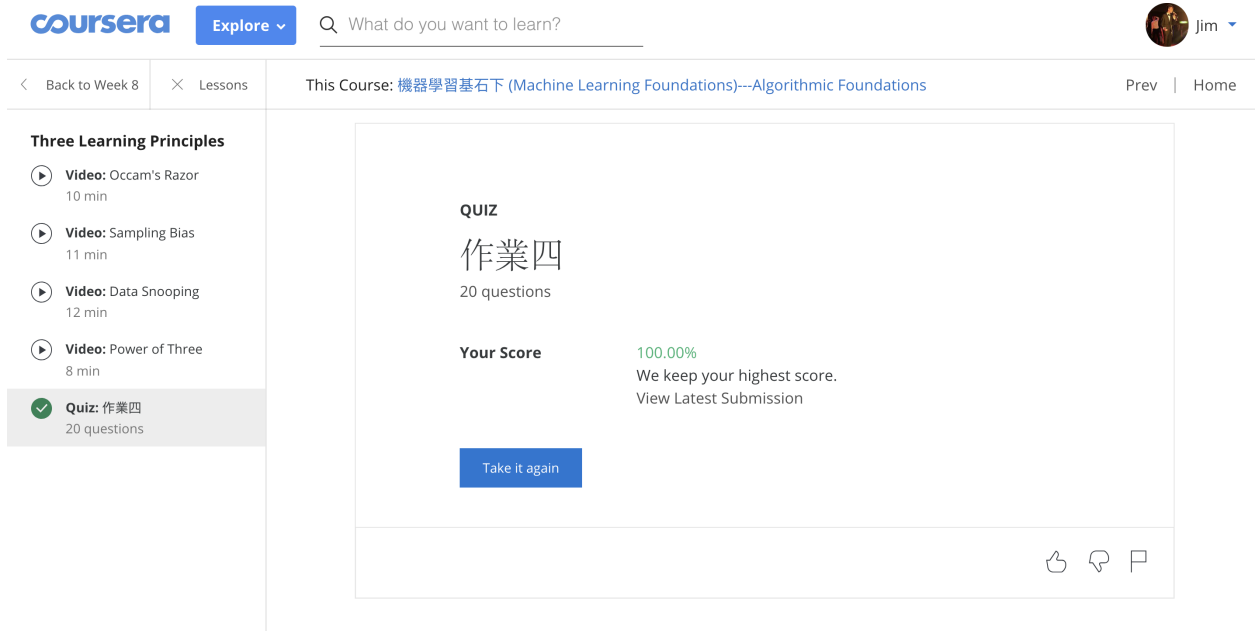 coursera
Explore
What do you want to learn?
Jim
Back to Week 8
Lessons
This Course: 機器學習基石下 (Machine Learning Foundations)---Algorithmic Foundations
Prev | Home
Three Learning Principles
Video: Occam's Razor
10 min
Video: Sampling Bias
11 min
Video: Data Snooping
12 min
Video: Power of Three
8 min
Quiz: 作業四
20 questions
QUIZ
作業四
20 questions
Your Score
100.00%
We keep your highest score.
View Latest Submission
Take it again